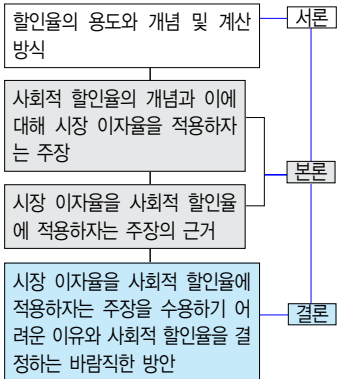 할인율의 용도와 개념 및 계산
방식
서론
사회적 할인율의 개념과 이에
대해 시장 이자율을 적용하자
는 주장
본론
시장 이자율을 사회적 할인율
에 적용하자는 주장의 근거
시장 이자율을 사회적 할인율에
적용하자는 주장을 수용하기 어
려운 이유와 사회적 할인율을 결
정하는 바람직한 방안
결론